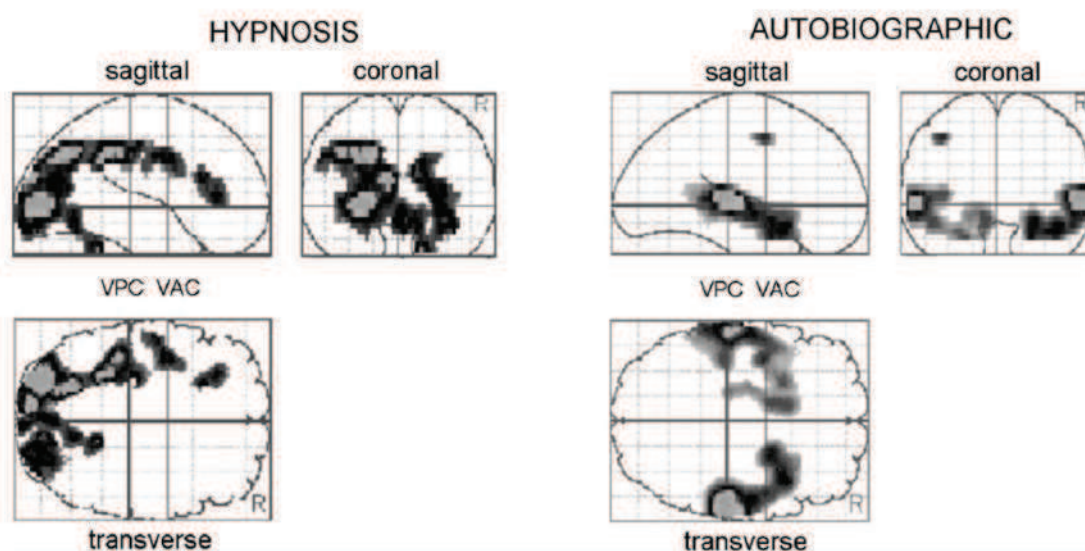 HYPNOSIS
sagittal coronal
R
VPC VAC
R
transverse
AUTOBIOGRAPHIC
sagittal coronal
R
VPC VAC
R
transverse